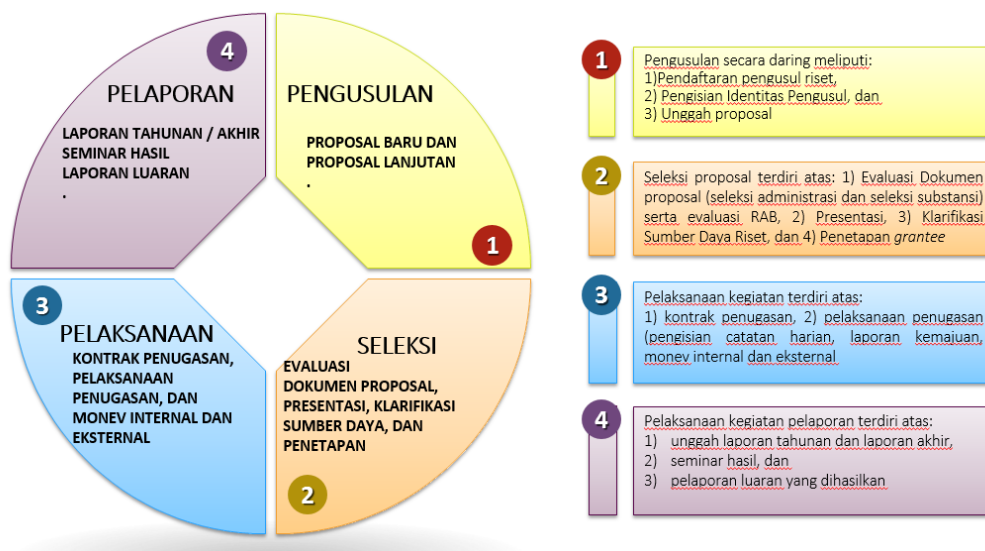 4
PELAPORAN
LAPORAN TAHUNAN / AKHIR
SEMINAR HASIL
LAPORAN LUARAN
.
PENGUSULAN
PROPOSAL BARU DAN
PROPOSAL LANJUTAN
.
1
3
PELAKSANAAN
KONTRAK PENUGASAN,
PELAKSANAAN
PENUGASAN, DAN
MONEV INTERNAL DAN
EKSTERNAL
SELEKSI
EVALUASI
DOKUMEN PROPOSAL,
PRESENTASI, KLARIFIKASI
SUMBER DAYA, DAN
PENETAPAN
2
1
Pengusulan secara daring meliputi:
1)Pendaftaran pengusul riset,
2) Pengisian Identitas Pengusul, dan
3) Unggah proposal
2
Seleksi proposal terdiri atas: 1) Evaluasi Dokumen
proposal (seleksi administrasi dan seleksi substansi)
serta evaluasi RAB, 2) Presentasi, 3) Klarifikasi
Sumber Daya Riset, dan 4) Penetapan grantee
3
Pelaksanaan kegiatan terdiri atas:
1) kontrak penugasan, 2) pelaksanaan penugasan
(pengisian catatan harian, laporan kemajuan,
monev internal dan eksternal
4
Pelaksanaan kegiatan pelaporan terdiri atas:
1) unggah laporan tahunan dan laporan akhir,
2) seminar hasil, dan
3) pelaporan luaran yang dihasilkan